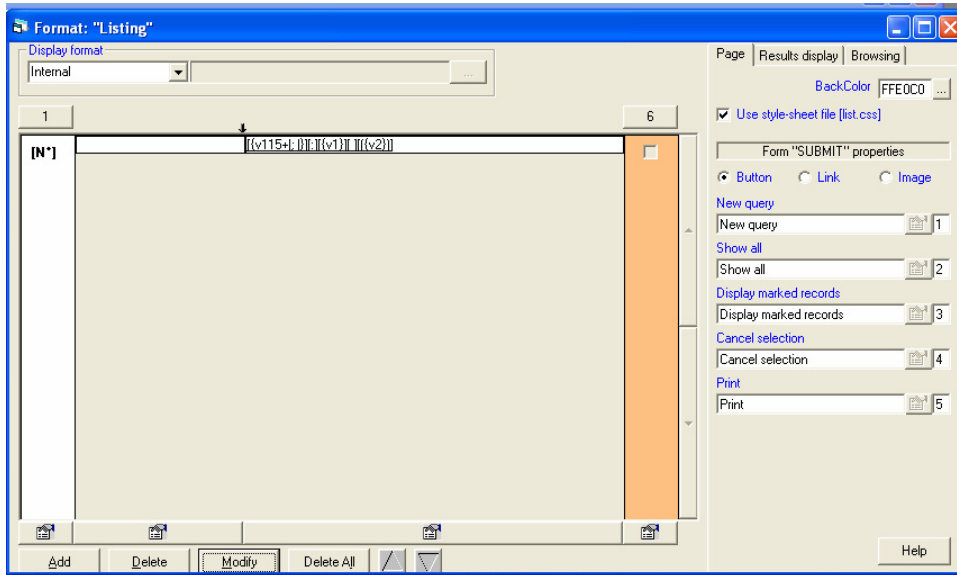 Format: "Listing"
Display format
Internal
...
1
6
[N°]
[{v115+|; |}][;][{v1}][ ][({v2})]
Add
Delete
Modify
Delete All
Page
Results display
Browsing
BackColor
FFE0C0
...
Use style-sheet file [list.css]
Form "SUBMIT" properties
Button
Link
Image
New query
New query
1
Show all
Show all
2
Display marked records
Display marked records
3
Cancel selection
Cancel selection
4
Print
Print
5
Help